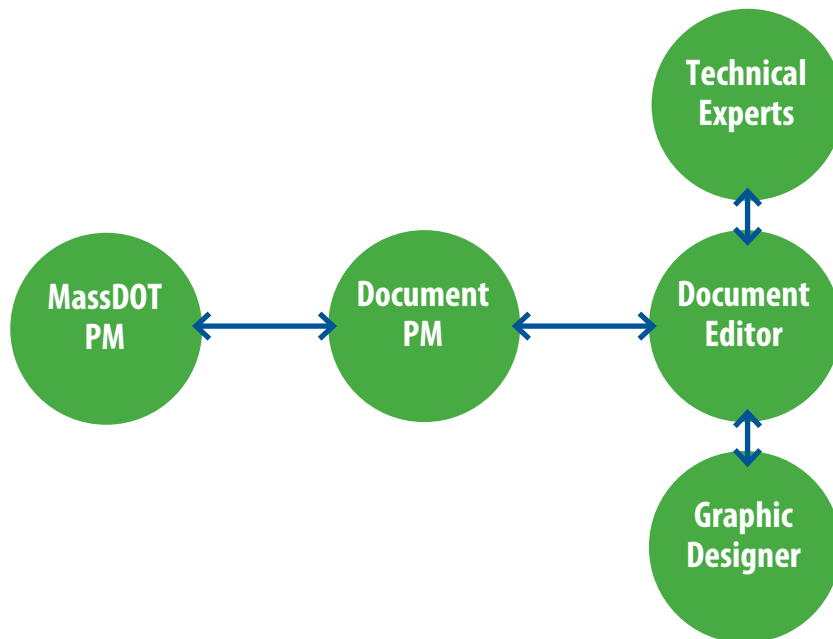 Technical
Experts
MassDOT
PM
Document
PM
Document
Editor
Graphic
Designer